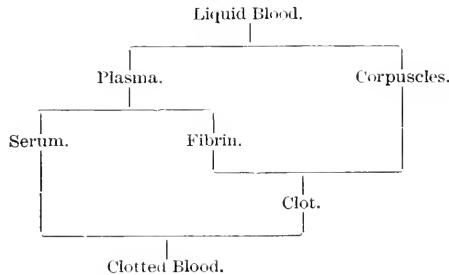 Liquid Blood.
Plasma. Corpuscles.
Serum. Fibrin.
Clot.
Clotted Blood.